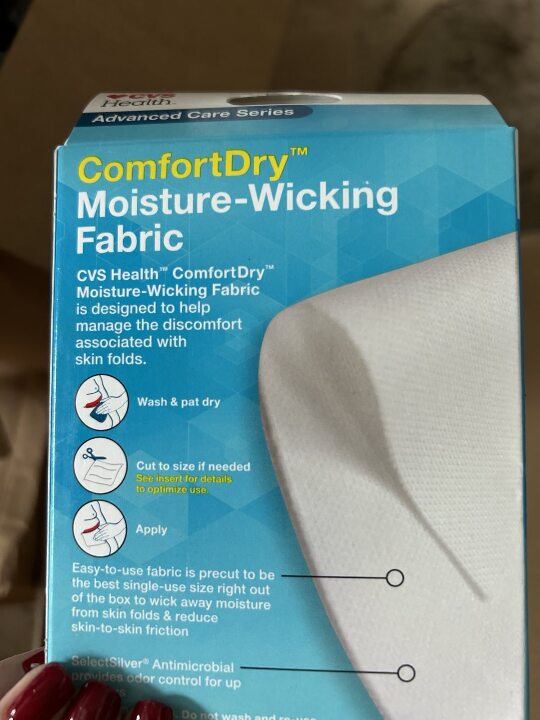 CVS
Health™
Advanced Care Series
ComfortDry™
Moisture-Wicking
Fabric
CVS Health™ ComfortDry™
Moisture-Wicking Fabric
is designed to help
manage the discomfort
associated with
skin folds.
Wash & pat dry
Cut to size if needed
See insert for details
to optimize use.
Apply
Easy-to-use fabric is precut to be
the best single-use size right out
of the box to wick away moisture
from skin folds & reduce
skin-to-skin friction
SelectSilver® Antimicrobial
provides odor control for up
Do not wash and re-use